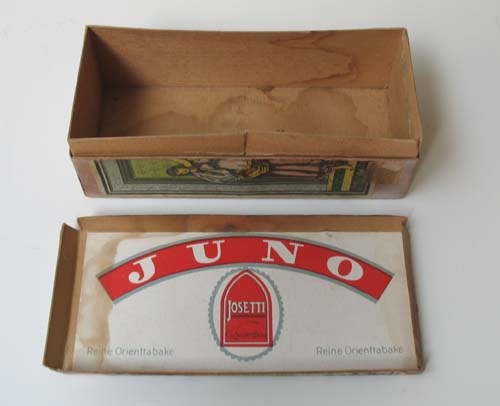 JUNO
JOSETTI
Reine Orienttabake
Reine Orienttabake